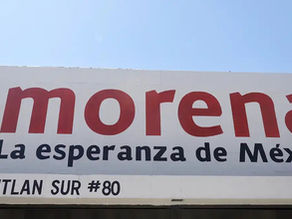 morena
La esperanza de Méx
TLAN SUR #80